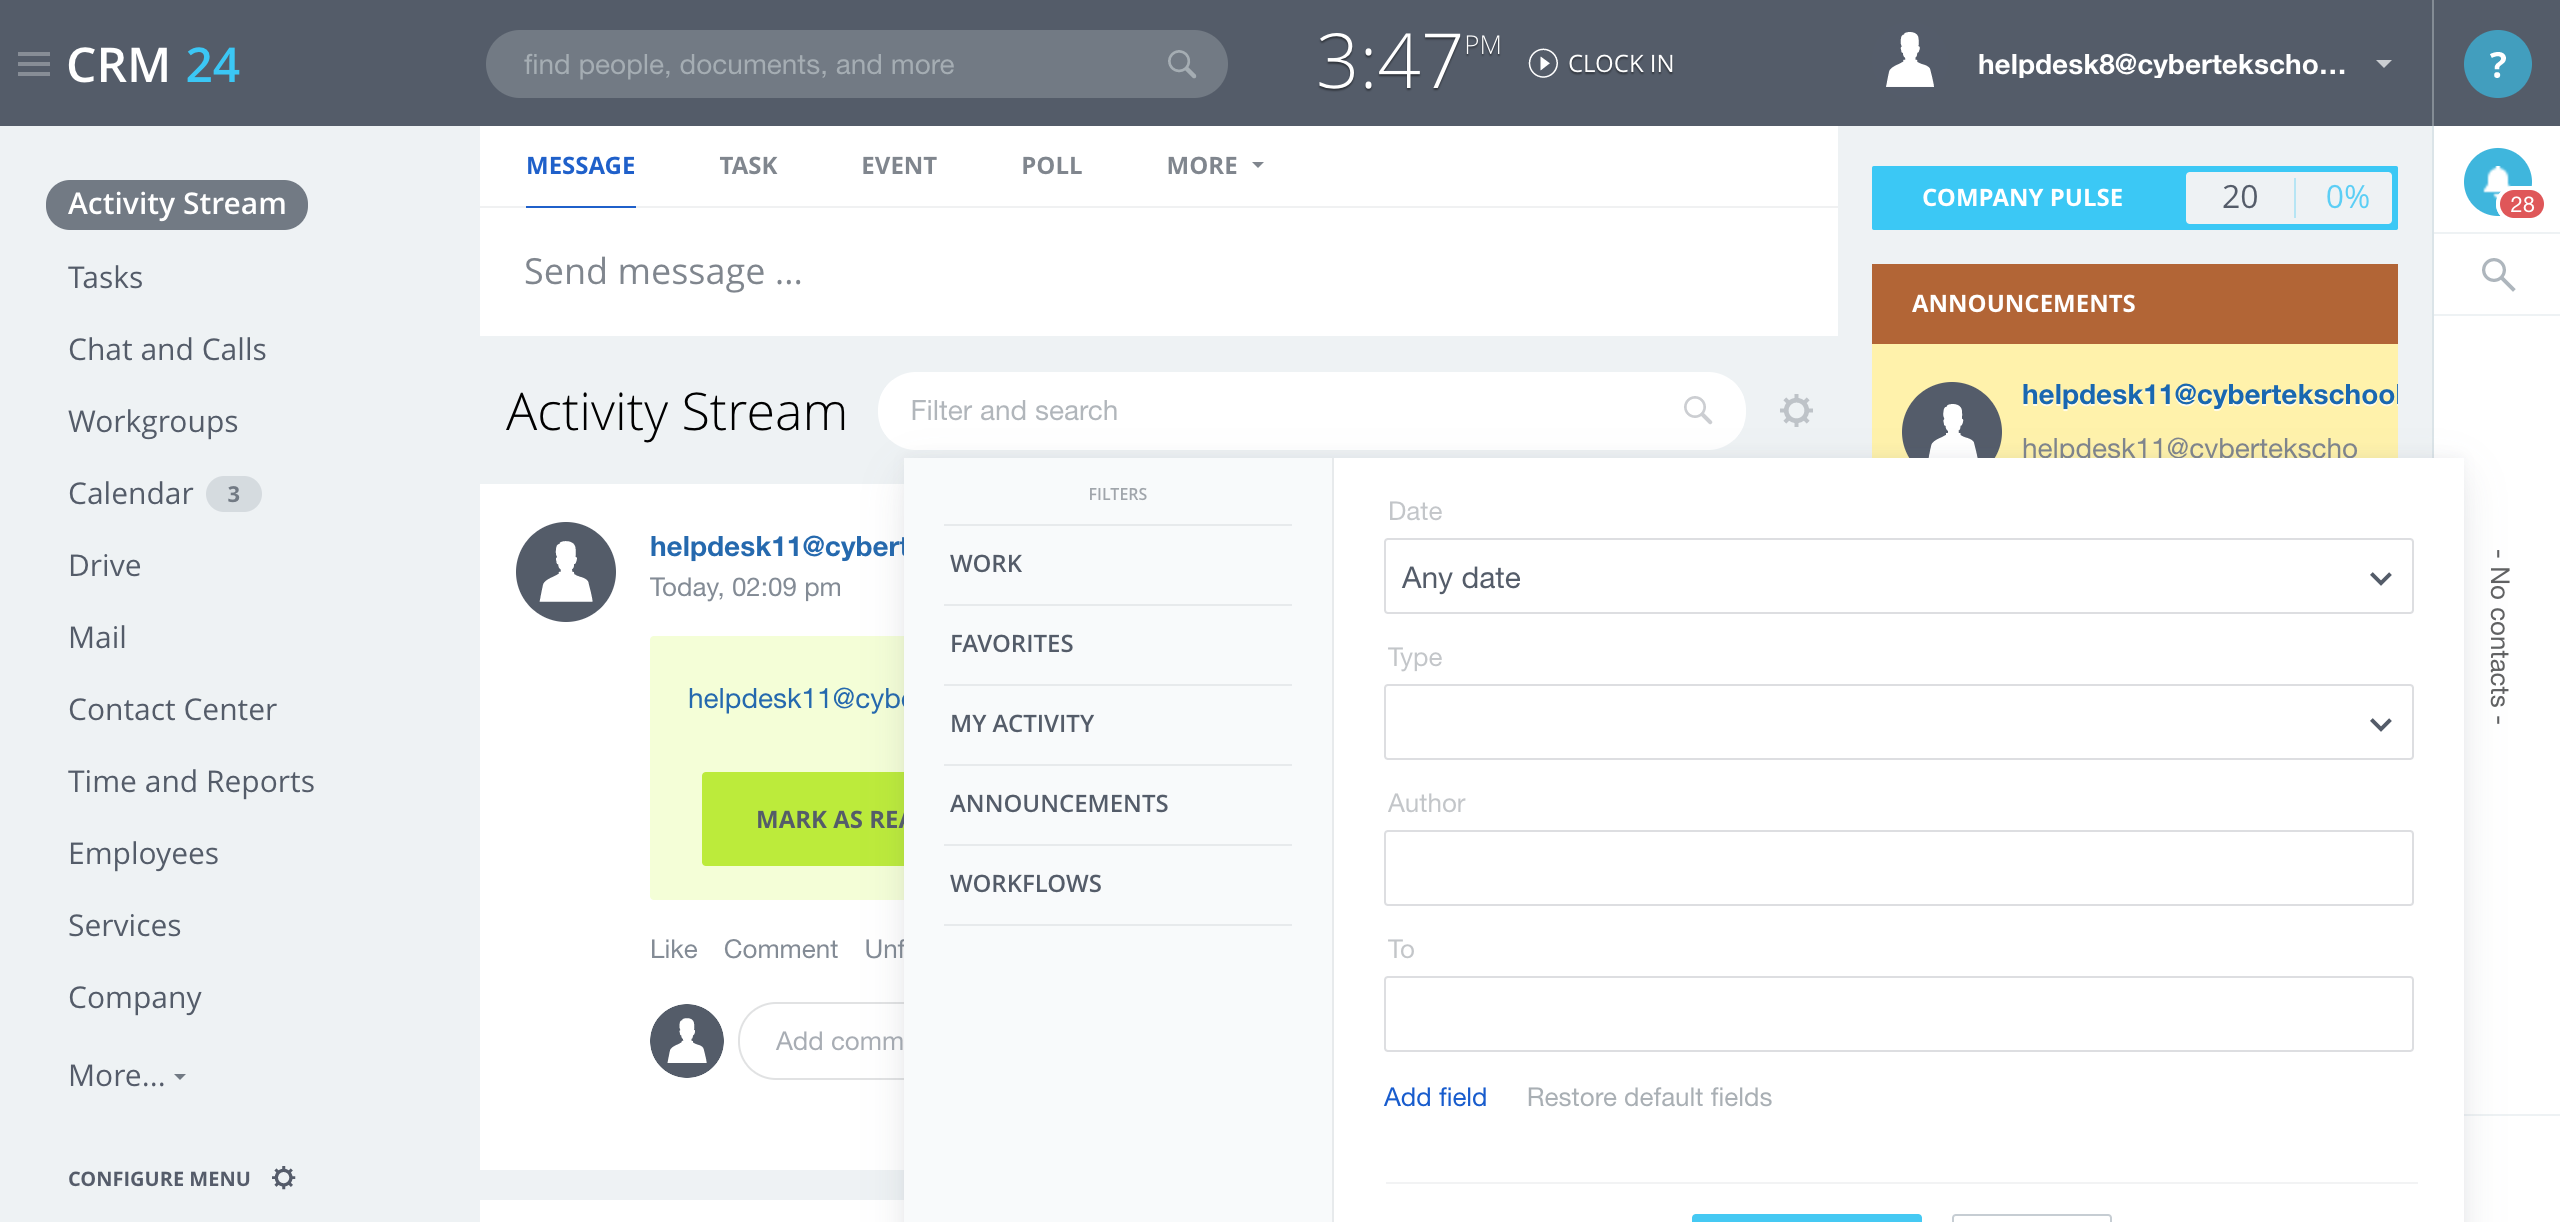 CRM 24
find people, documents, and more
3:47 PM
CLOCK IN
helpdesk8@cybertekscho...
?
Activity Stream
Tasks
Chat and Calls
Workgroups
Calendar 3
Drive
Mail
Contact Center
Time and Reports
Employees
Services
Company
More...
CONFIGURE MENU
MESSAGE TASK EVENT POLL MORE
Send message ...
Activity Stream
Filter and search
helpdesk11@cybert
Today, 02:09 pm
helpdesk11@cyb
MARK AS REA
Like Comment Unf
Add comm
FILTERS
WORK
FAVORITES
MY ACTIVITY
ANNOUNCEMENTS
WORKFLOWS
Date
Any date
Type
Author
To
Add field Restore default fields
COMPANY PULSE 20 0%
ANNOUNCEMENTS
helpdesk11@cybertekschool
helpdesk11@cybertekscho
28
- No contacts -